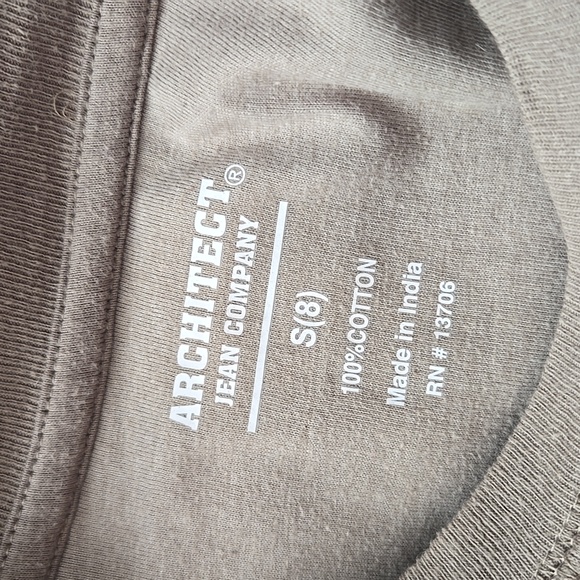 ARCHITECT®
JEAN COMPANY
S(8)
100%COTTON
Made in India
RN # 13706